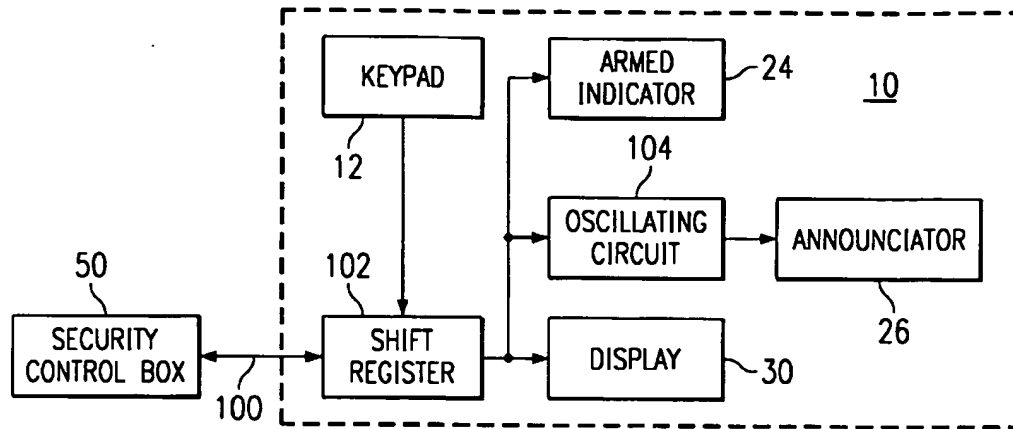 KEYPAD
12
ARMED
INDICATOR
24
10
104
OSCILLATING
CIRCUIT
ANNOUNCIATOR
26
50
SECURITY
CONTROL BOX
100
102
SHIFT
REGISTER
DISPLAY
30